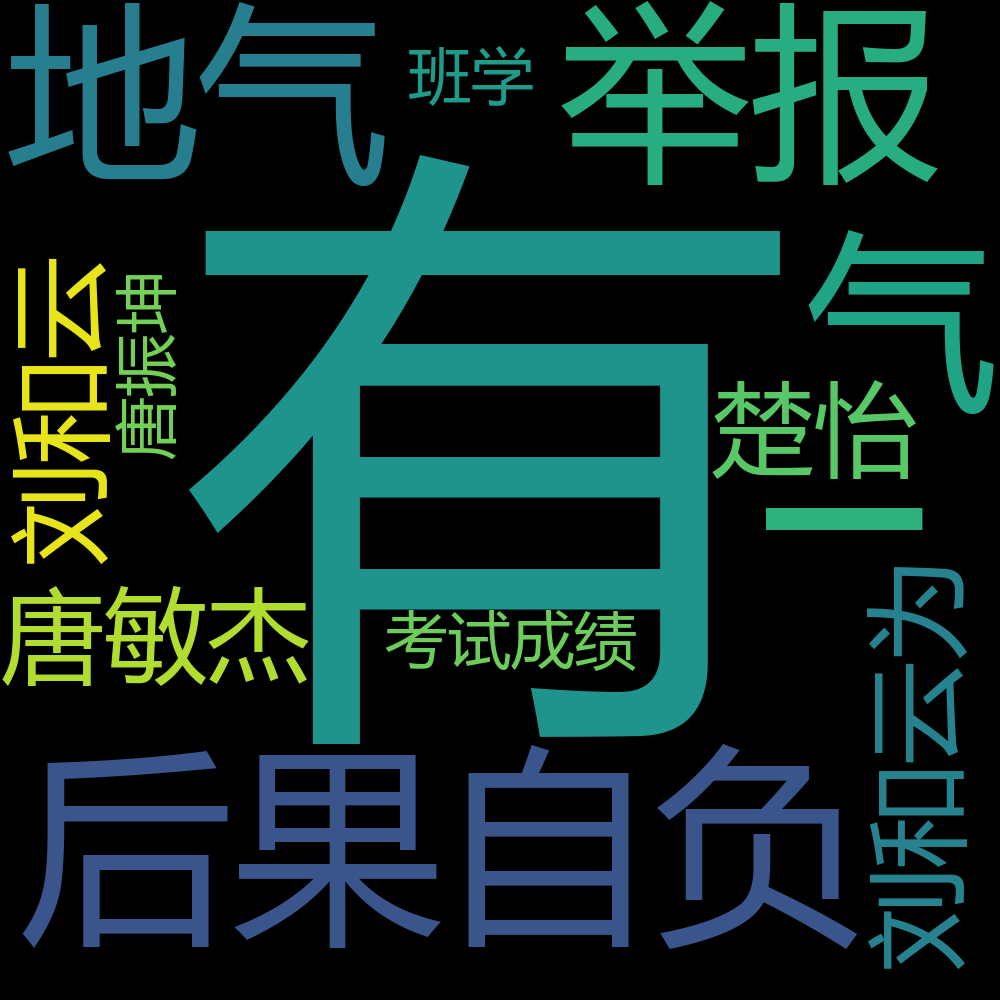 地气
班学
举报
有
气
刘和云
唐振坤
楚怡
一
唐敏杰
考试成绩
刘和云为
后果自负